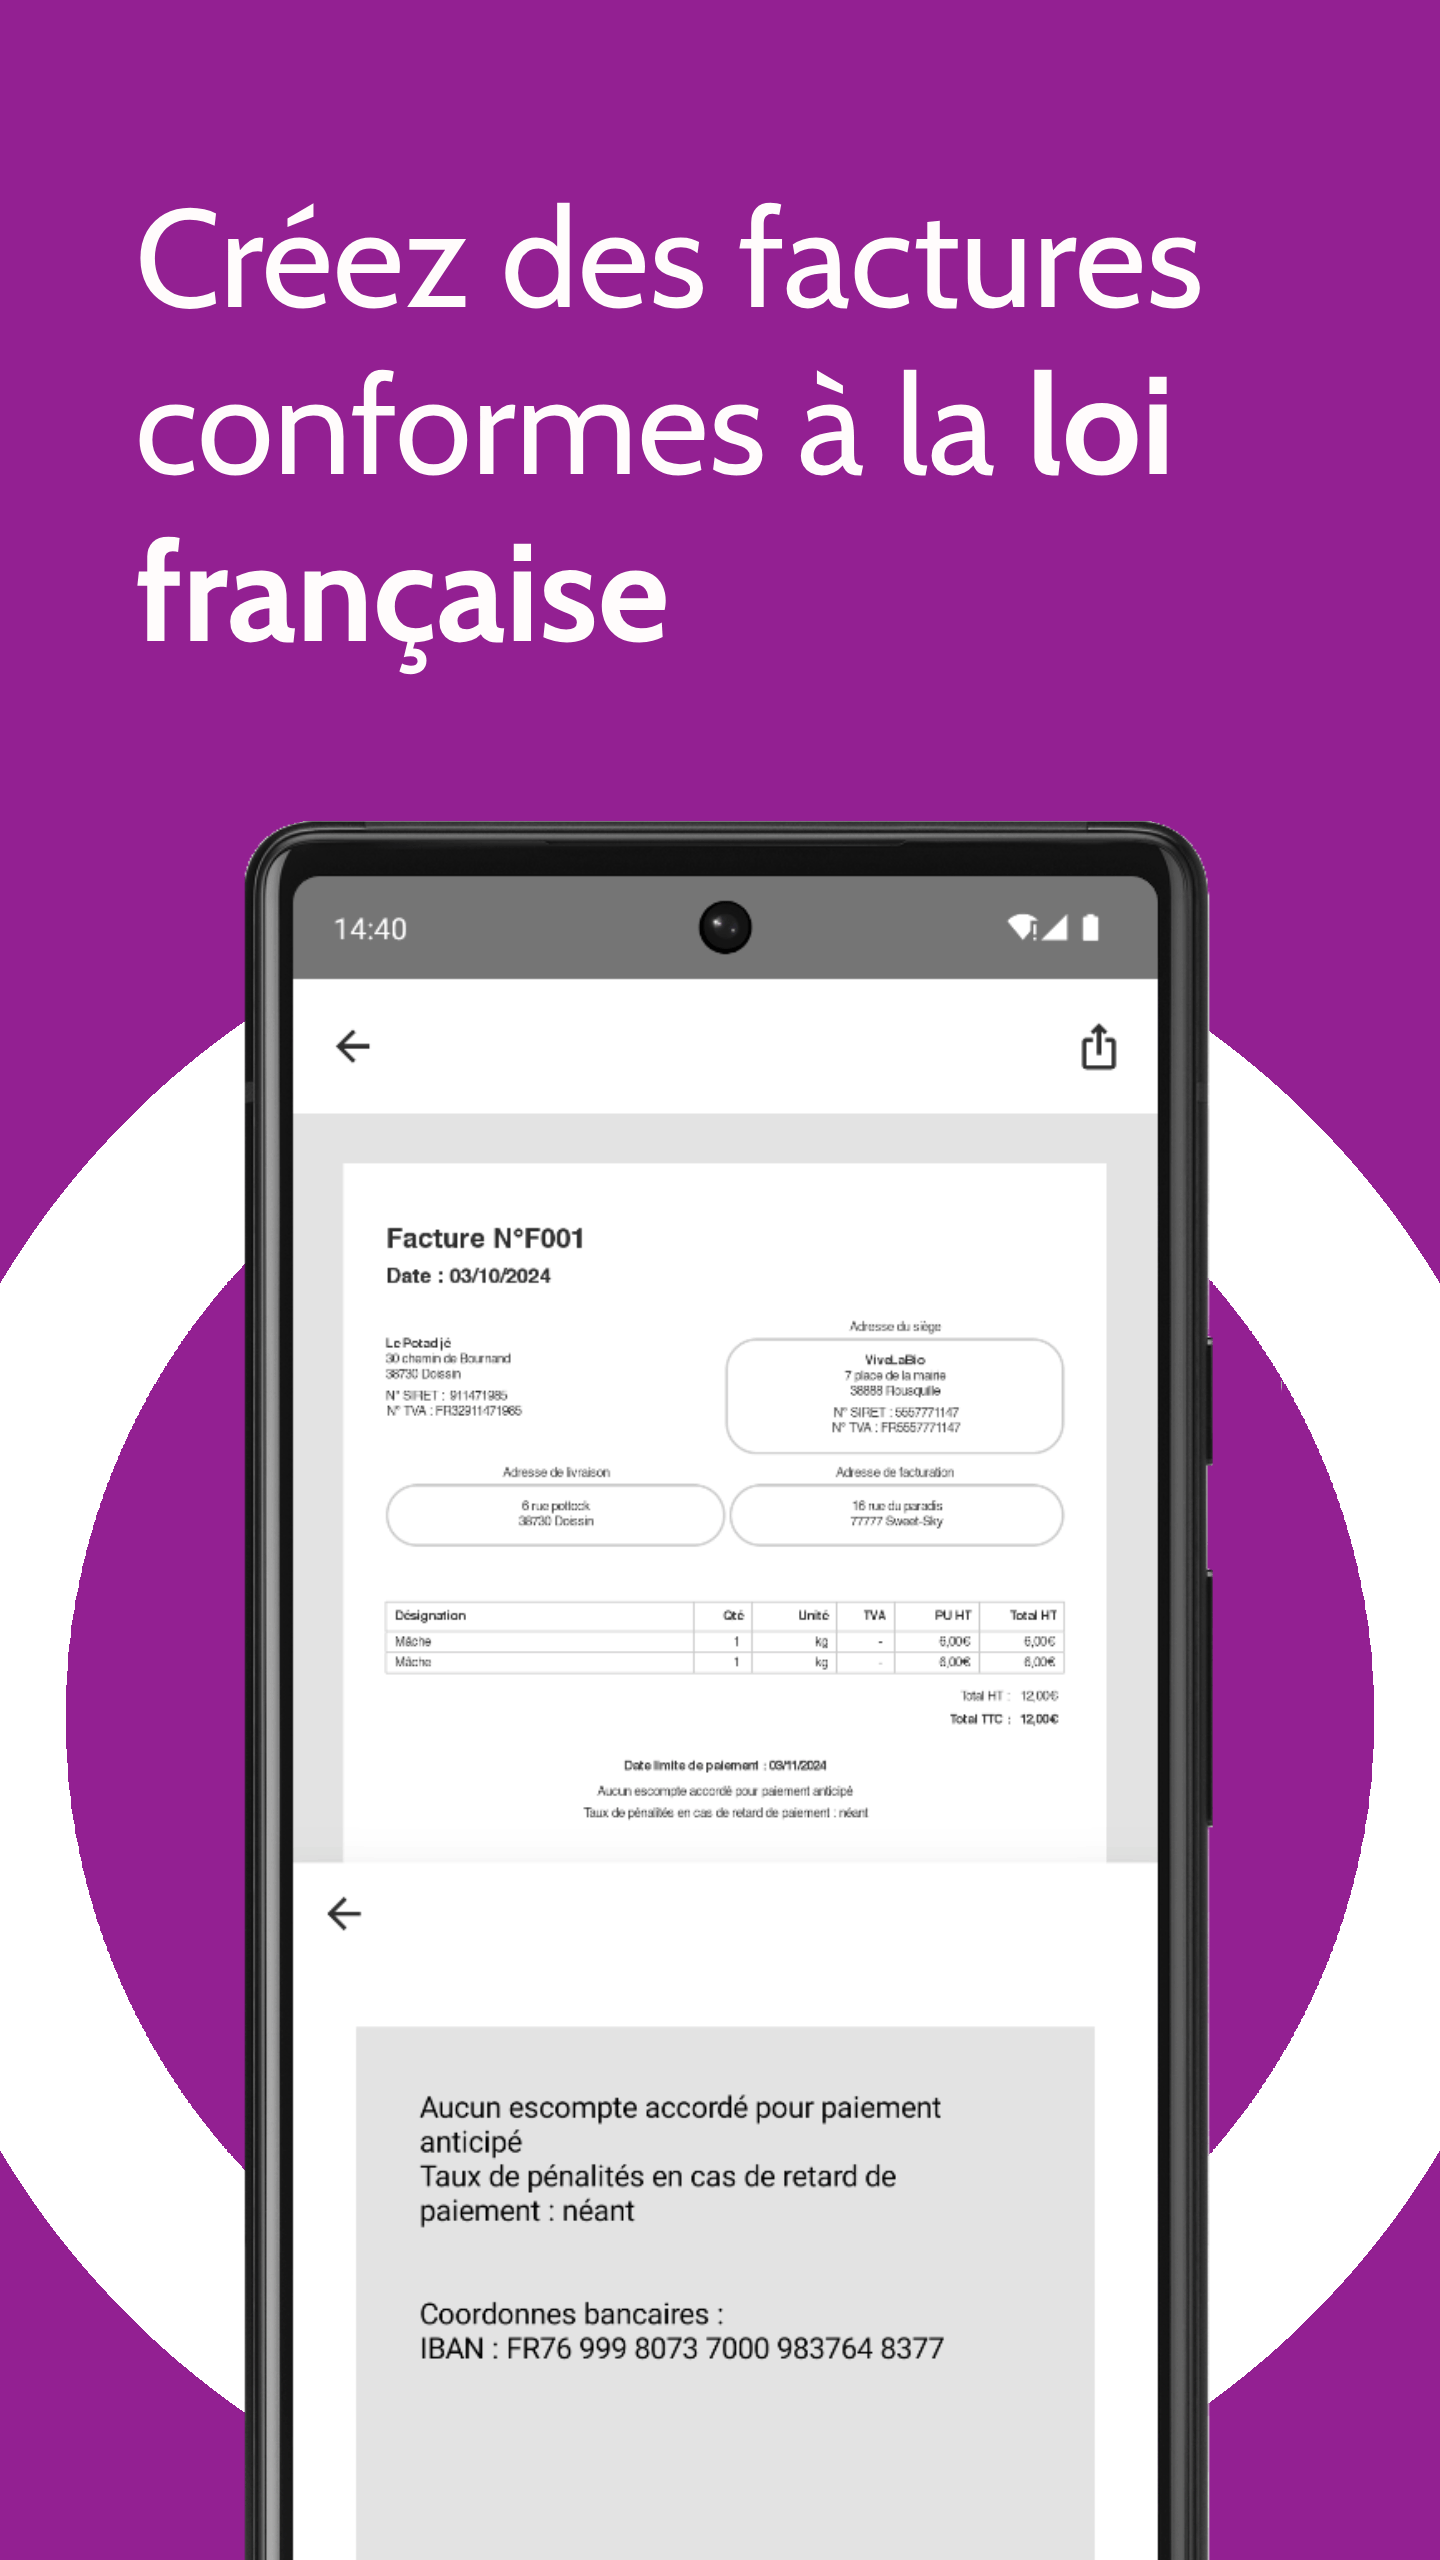 Créez des factures
conformes à la loi
française
14:40
Facture N°F001
Date : 03/10/2024
Le Potadjé
30 chemin de Bournand
38730 Doissin
N° SIRET : 911471985
N° TVA : FR32911471985
Adresse du siège
ViveLaBio
7 place de la mairie
38888 Flousquille
N° SIRET : 5557771147
N° TVA : FR5557771147
Adresse de livraison
6 rue pollock
38730 Doissin
Adresse de facturation
16 rue du paradis
77777 Sweet-Sky
Désignation Qté Unité TVA PU HT Total HT
Mâche 1 kg - 6,00€ 6,00€
Mâche 1 kg - 6,00€ 6,00€
Total HT : 12,00€
Total TTC : 12,00€
Date limite de paiement : 03/11/2024
Aucun escompte accordé pour paiement anticipé
Taux de pénalités en cas de retard de paiement : néant
Aucun escompte accordé pour paiement
anticipé
Taux de pénalités en cas de retard de
paiement : néant
Coordonnes bancaires :
IBAN : FR76 999 8073 7000 983764 8377